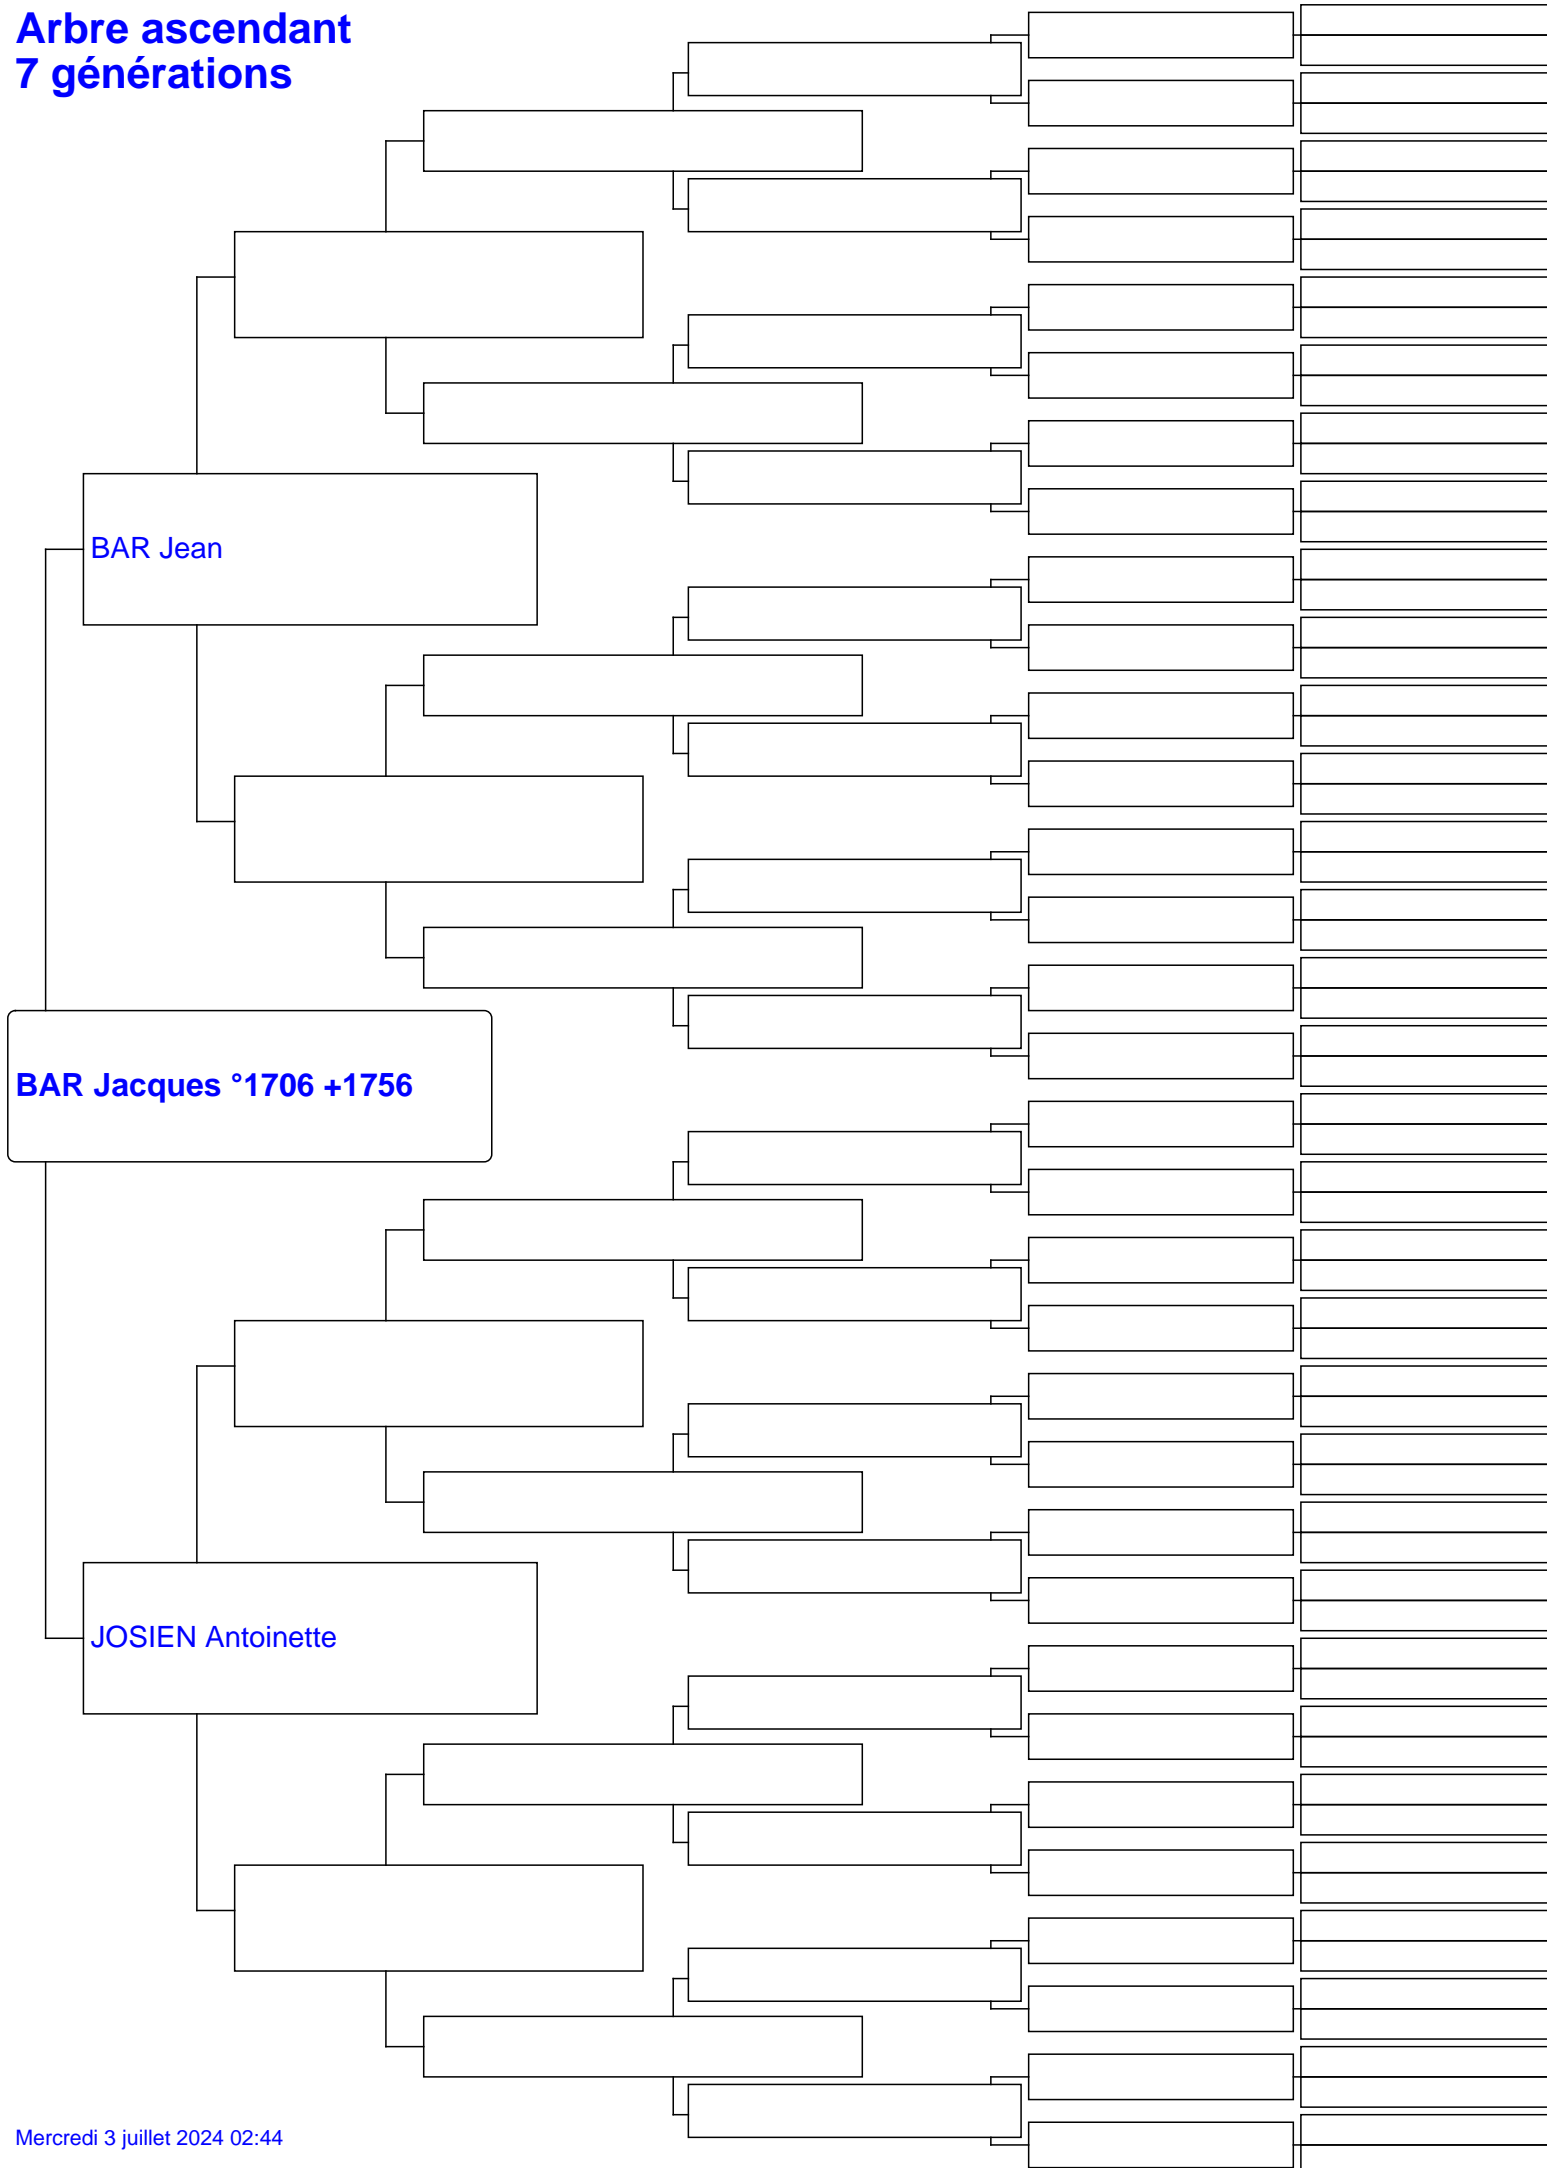 Arbre ascendant
7 générations
BAR Jean
BAR Jacques °1706 +1756
JOSIEN Antoinette
Mercredi 3 juillet 2024 02:44